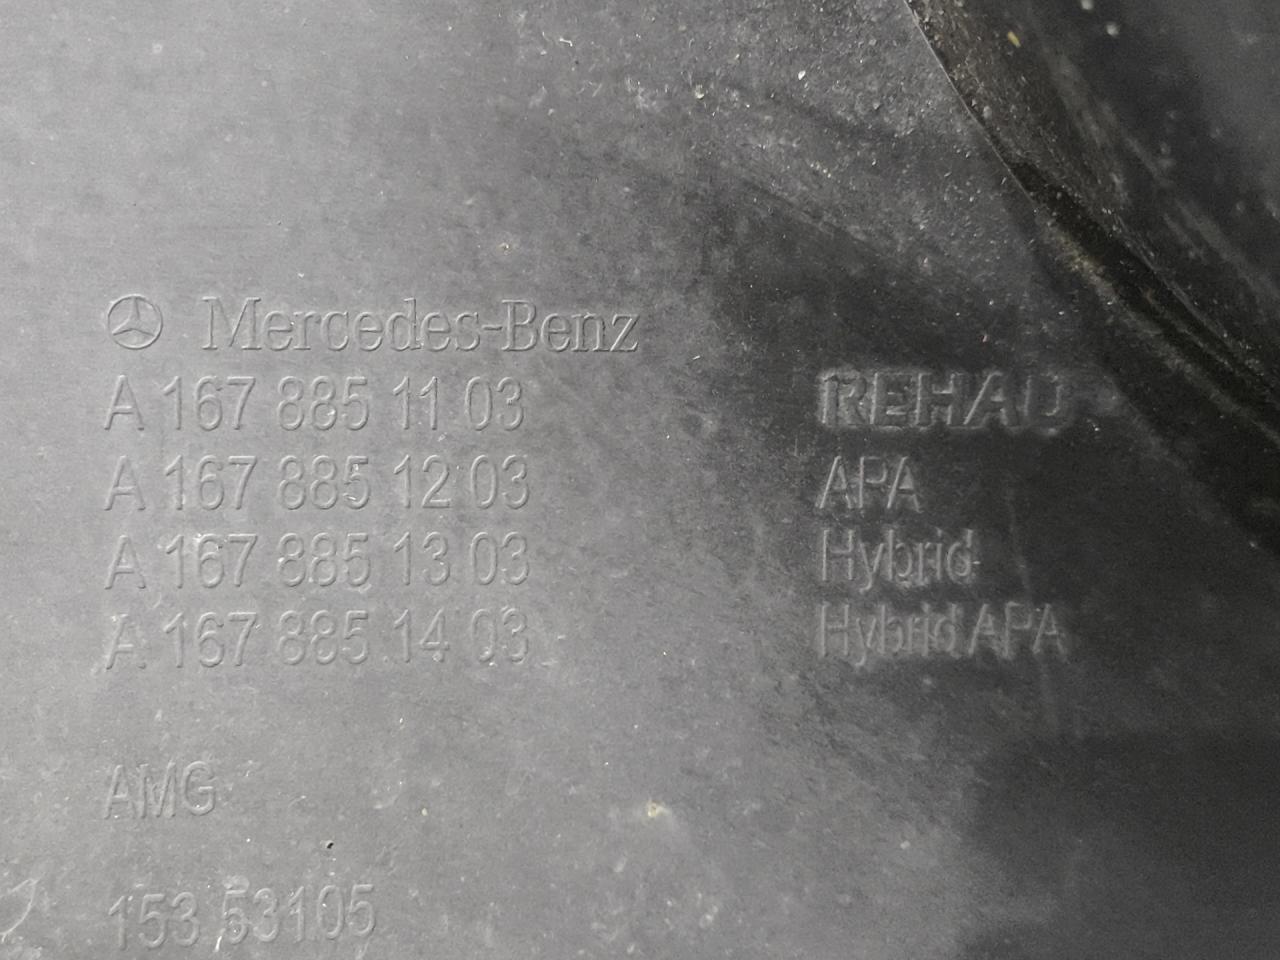 Mercedes-Benz
A 167 885 11 03 REHAU
A 167 885 12 03 APA
A 167 885 13 03 Hybrid
A 167 885 14 03 Hybrid APA
AMG
153 53105